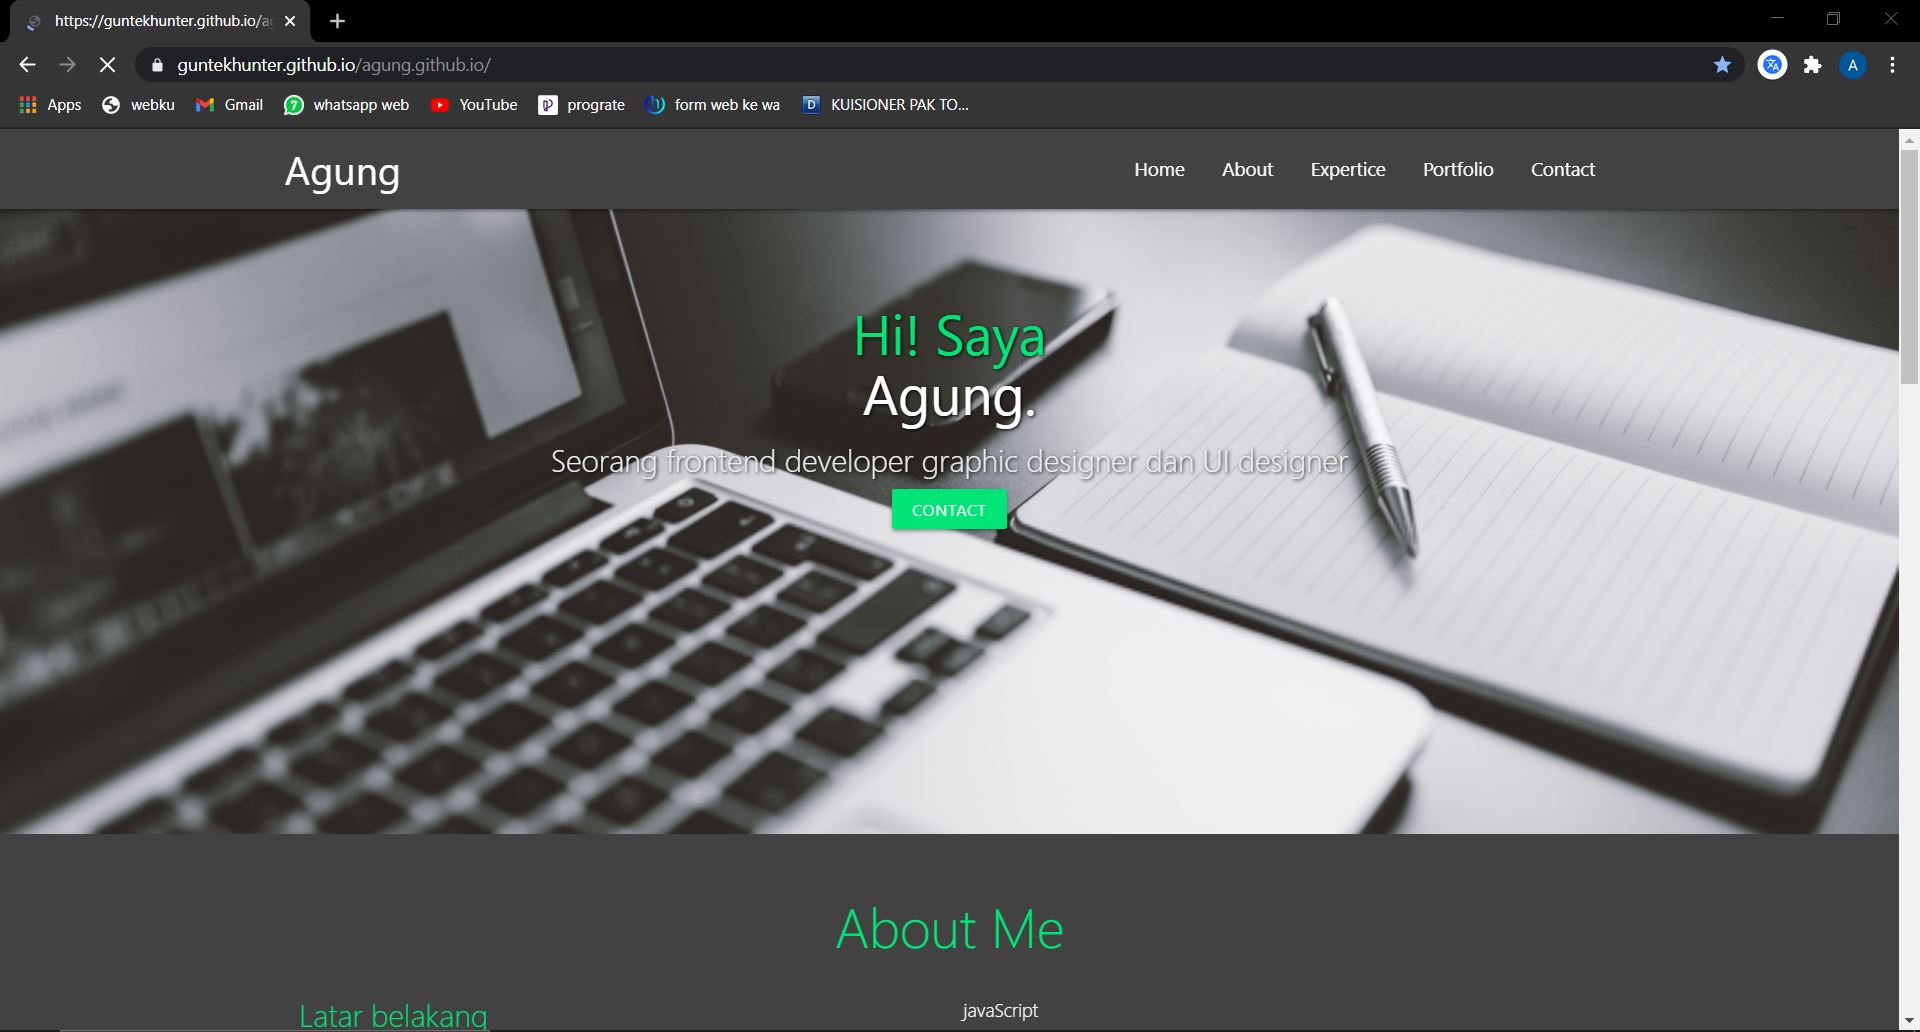 https://guntekhunter.github.io/ag
guntekhunter.github.io/agung.github.io/
A
Apps webku Gmail 7 whatsapp web YouTube prograte form web ke wa D KUISIONER PAK TO...
Agung Home About Expertice Portfolio Contact
Hi! Saya
Agung.
Seorang frontend developer graphic designer dan UI designer
CONTACT
About Me
Latar belakang javaScript